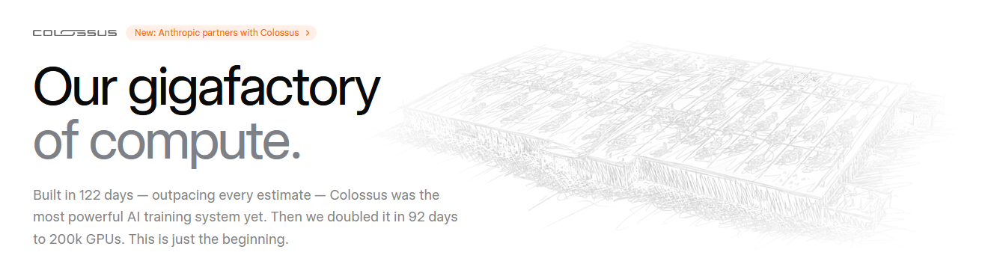 COLOSSUS
New: Anthropic partners with Colossus
Our gigafactory
of compute.
Built in 122 days — outpacing every estimate — Colossus was the
most powerful AI training system yet. Then we doubled it in 92 days
to 200k GPUs. This is just the beginning.